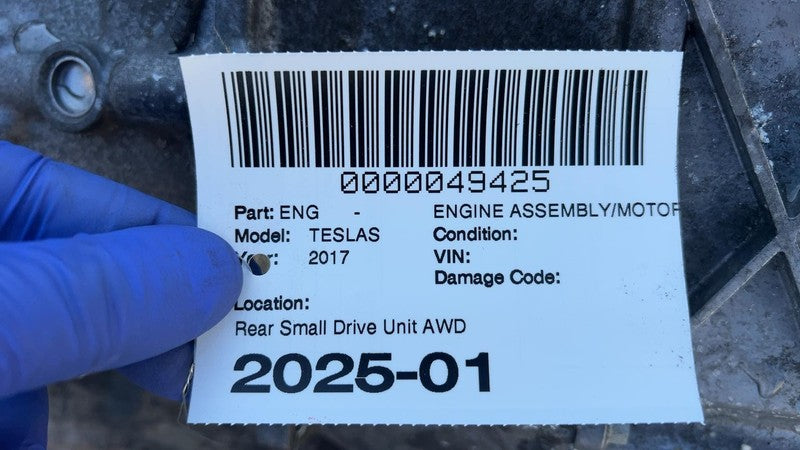 0000049425
Part: ENG - ENGINE ASSEMBLY/MOTOR
Model: TESLAS Condition:
2017 VIN:
Damage Code:
Location:
Rear Small Drive Unit AWD
2025-01